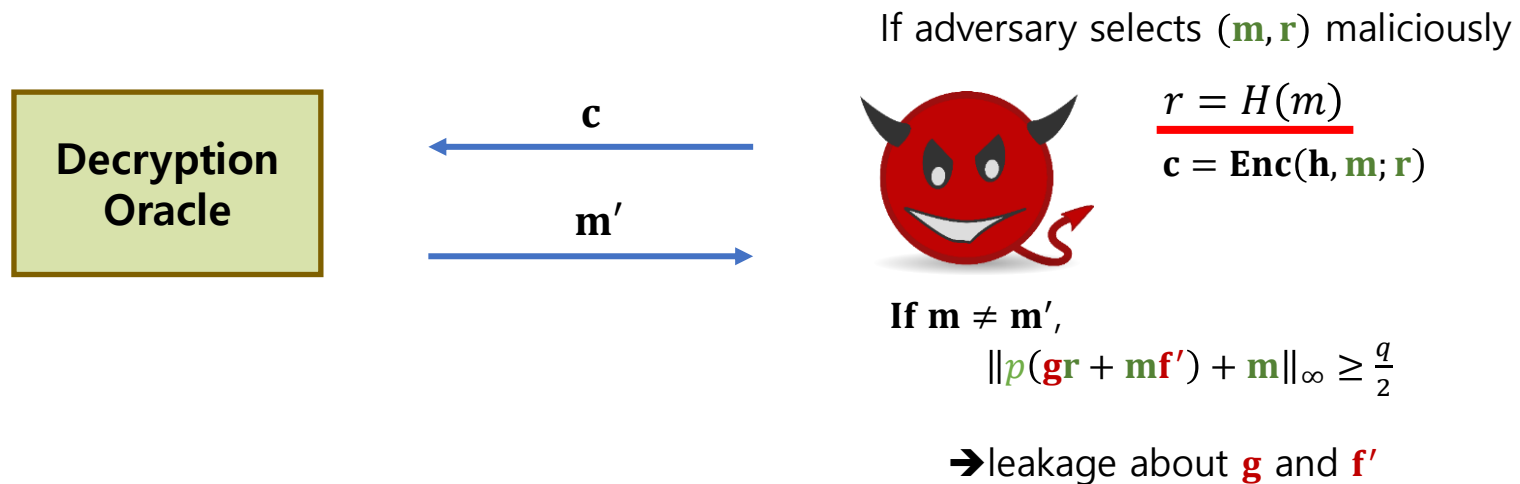 If adversary selects (m, r) maliciously
Decryption
Oracle
c
m′
r = H(m)
c = Enc(h, m; r)
If m ≠ m′,
‖p(gr + mf′) + m‖∞ ≥ q/2
➔leakage about g and f′